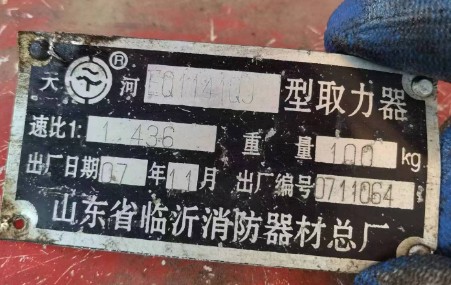 天河® EQ1141QJ 型取力器
速比1: 1.436 重量 100 kg
出厂日期 07 年 11 月 出厂编号 0711064
山东省临沂消防器材总厂